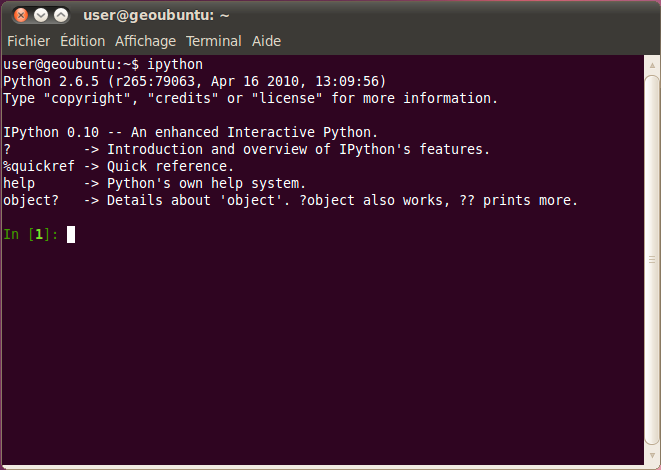 user@geoubuntu: ~
Fichier Édition Affichage Terminal Aide
user@geoubuntu:~$ ipython
Python 2.6.5 (r265:79063, Apr 16 2010, 13:09:56)
Type "copyright", "credits" or "license" for more information.
IPython 0.10 -- An enhanced Interactive Python.
?         -> Introduction and overview of IPython's features.
%quickref -> Quick reference.
help      -> Python's own help system.
object?   -> Details about 'object'. ?object also works, ?? prints more.
In [1]: